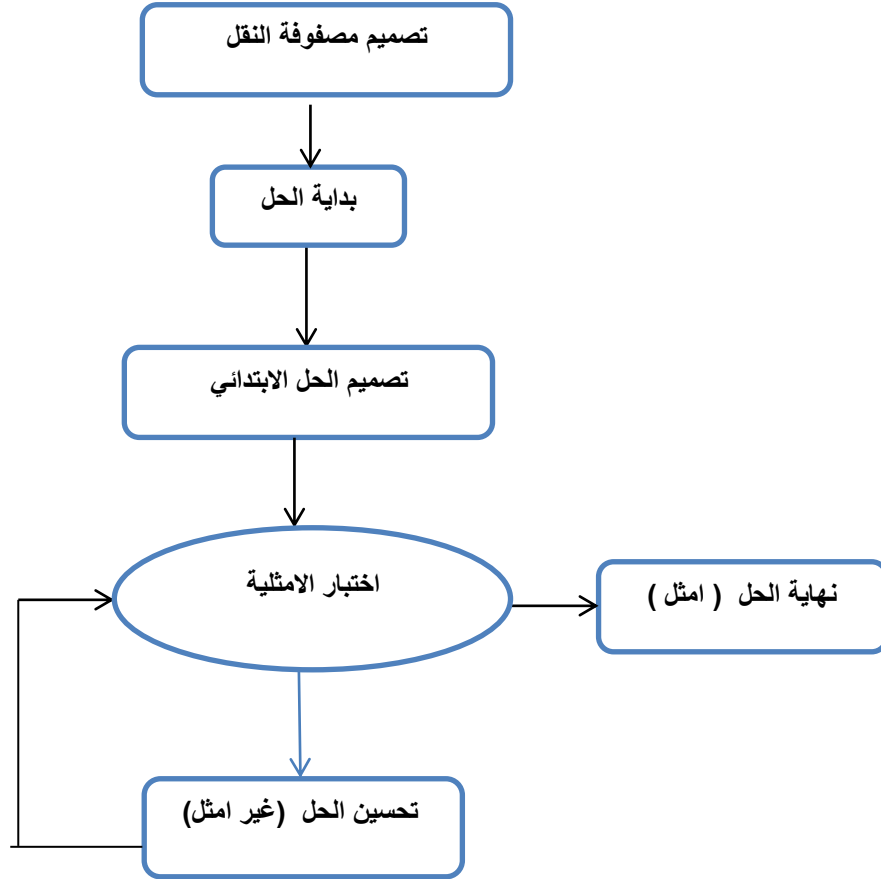 تصميم مصفوفة النقل
بداية الحل
تصميم الحل الابتدائي
اختبار الامثلية
نهاية الحل ( امثل )
تحسين الحل (غير امثل)